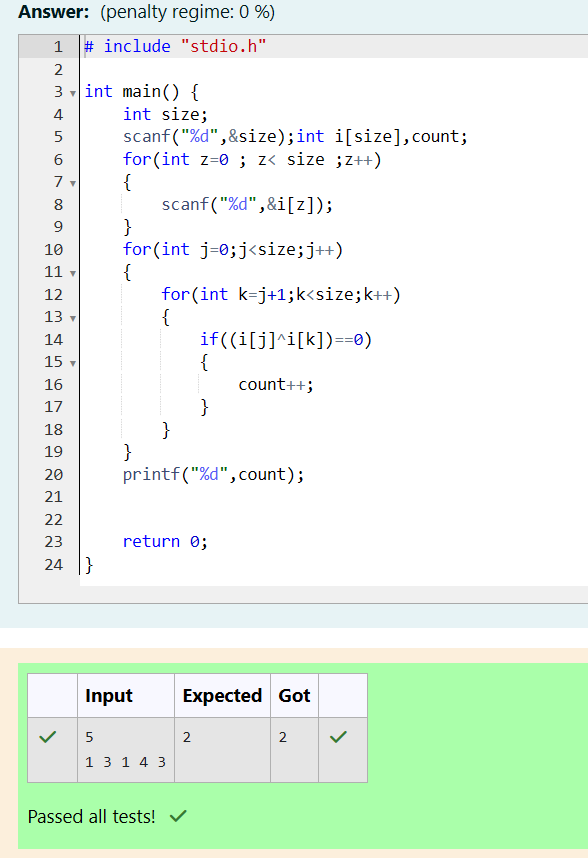 Answer: (penalty regime: 0 %)
1 # include "stdio.h"
2
3 int main() {
4     int size;
5     scanf("%d",&size);int i[size],count;
6     for(int z=0 ; z< size ;z++)
7     {
8         scanf("%d",&i[z]);
9     }
10     for(int j=0;j<size;j++)
11     {
12         for(int k=j+1;k<size;k++)
13         {
14             if((i[j]^i[k])==0)
15             {
16                 count++;
17             }
18         }
19     }
20     printf("%d",count);
21
22
23     return 0;
24 }
Input Expected Got
5 2 2
1 3 1 4 3
Passed all tests!